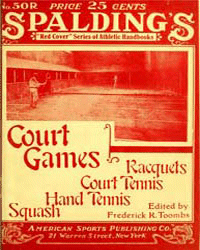 No. 50R PRICE 25 CENTS
SPALDING'S
"Red Cover" Series of Athletic Handbooks
Court
Games
Racquets
Court Tennis
Hand Tennis
Squash
Edited by
Frederick R. Toombs
AMERICAN SPORTS PUBLISHING CO.
21 Warren Street, New York